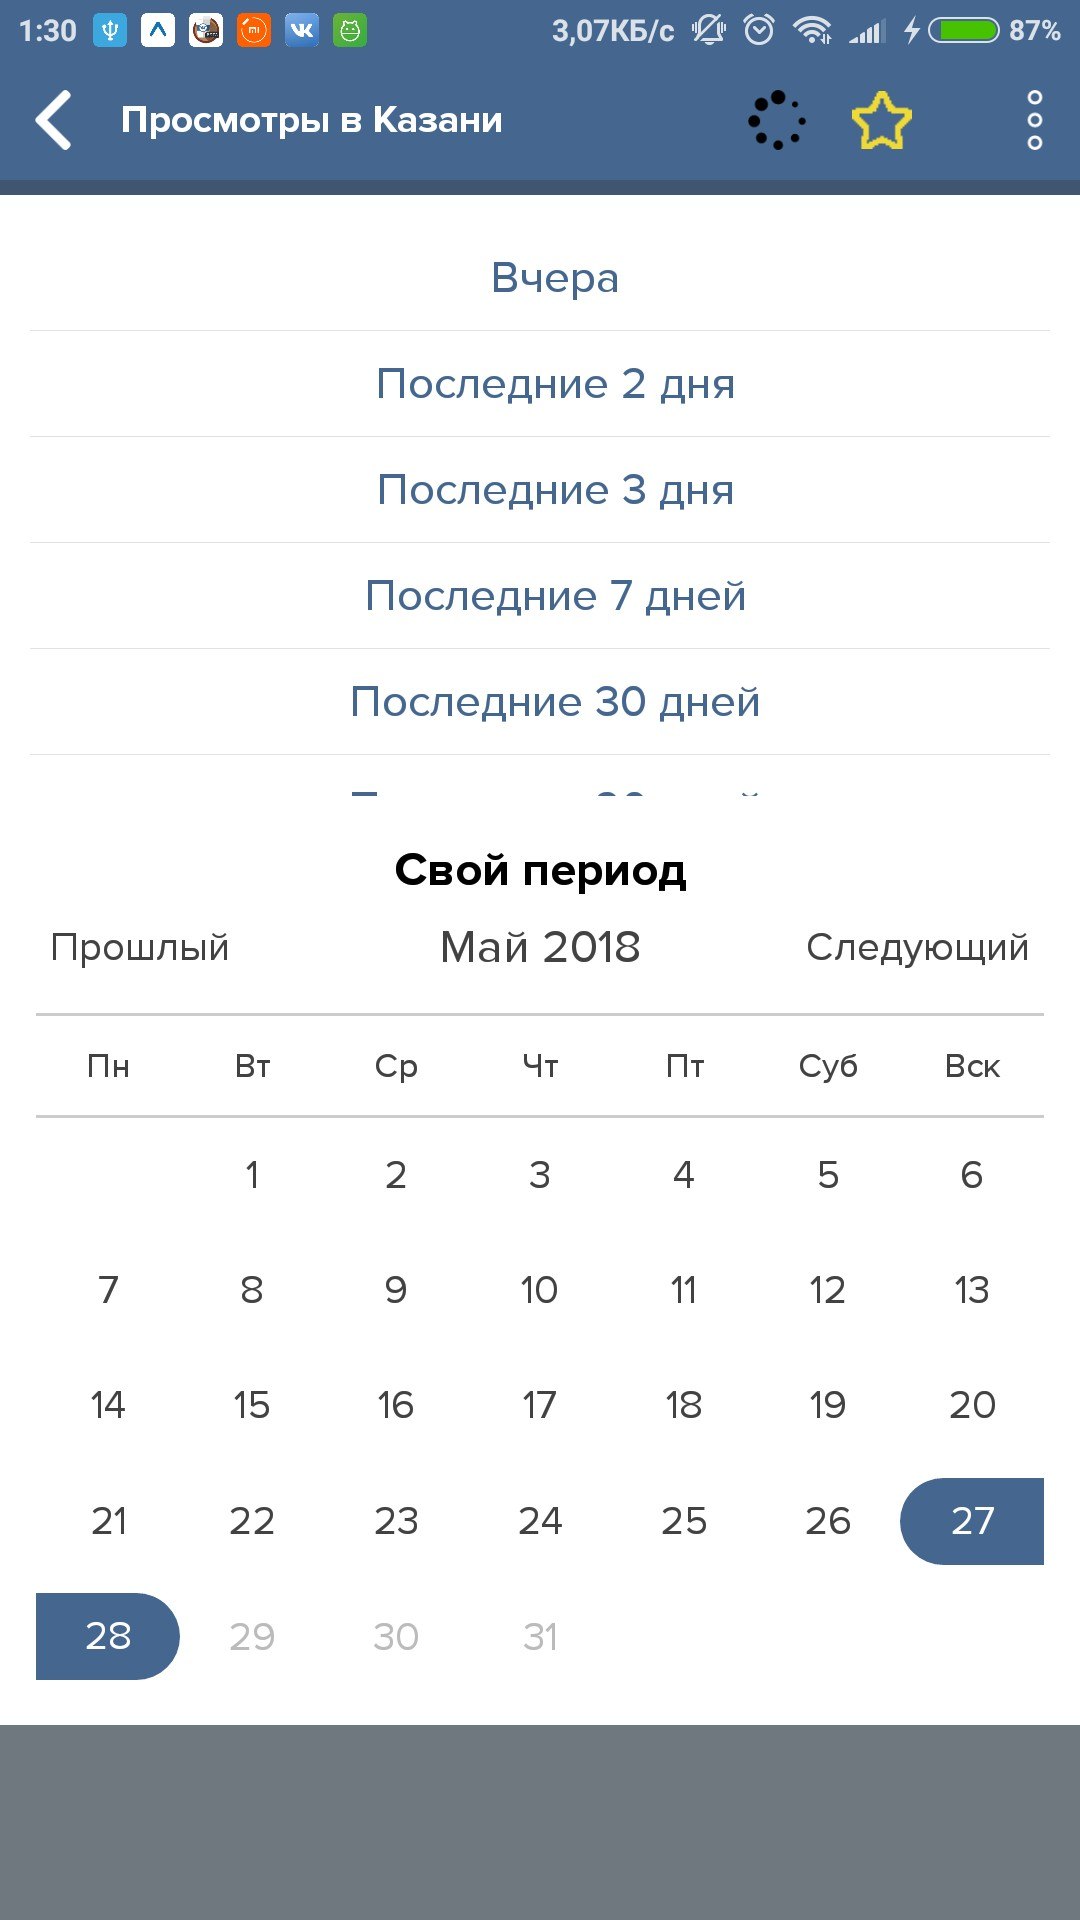 1:30 3,07КБ/с 87%
Просмотры в Казани
Вчера
Последние 2 дня
Последние 3 дня
Последние 7 дней
Последние 30 дней
Свой период
Прошлый Май 2018 Следующий
Пн Вт Ср Чт Пт Суб Вск
1 2 3 4 5 6
7 8 9 10 11 12 13
14 15 16 17 18 19 20
21 22 23 24 25 26 27
28 29 30 31